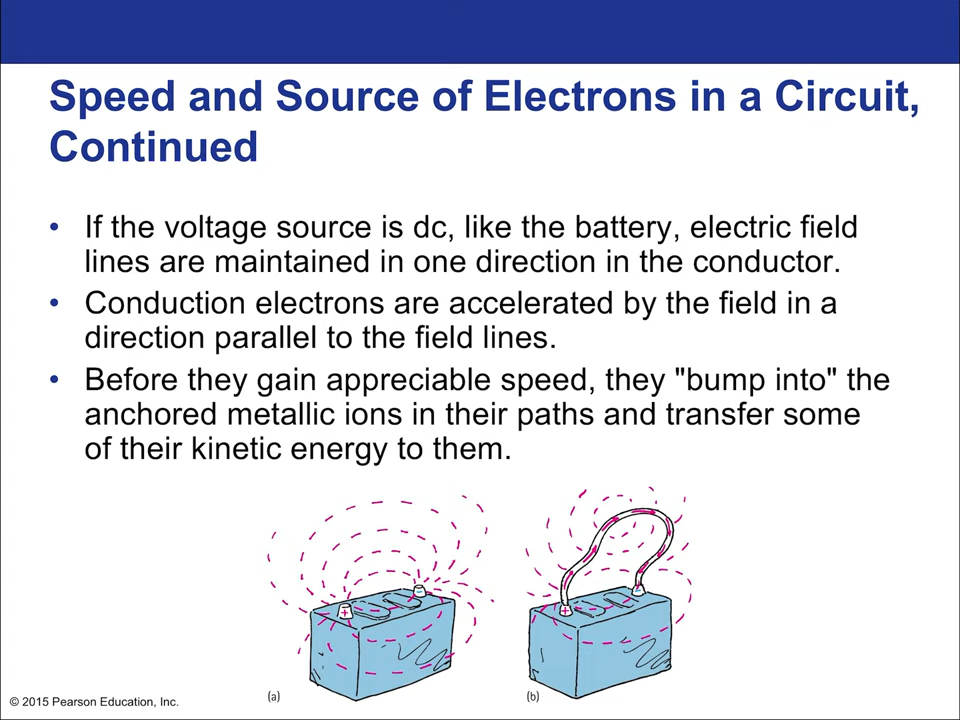 Speed and Source of Electrons in a Circuit,
Continued
• If the voltage source is dc, like the battery, electric field
lines are maintained in one direction in the conductor.
• Conduction electrons are accelerated by the field in a
direction parallel to the field lines.
• Before they gain appreciable speed, they "bump into" the
anchored metallic ions in their paths and transfer some
of their kinetic energy to them.
+ −
+ −
(a) (b)
© 2015 Pearson Education, Inc.